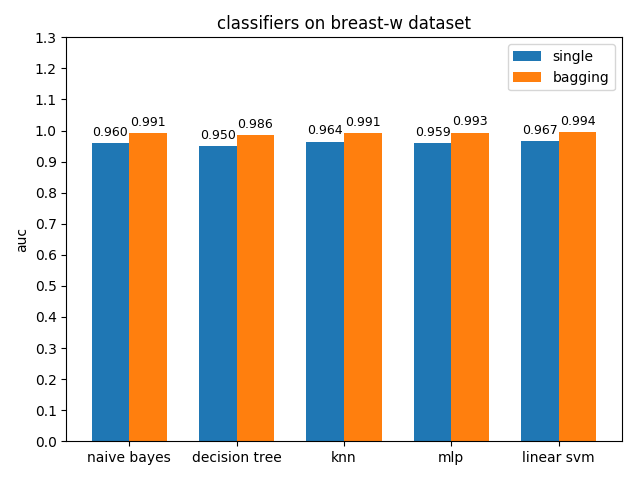 classifiers on breast-w dataset
1.3
1.2
1.1
1.0
0.9
0.8
0.7
0.6
0.5
0.4
0.3
0.2
0.1
0.0
auc
single
bagging
0.960 0.991 0.950 0.986 0.964 0.991 0.959 0.993 0.967 0.994
naive bayes decision tree knn mlp linear svm